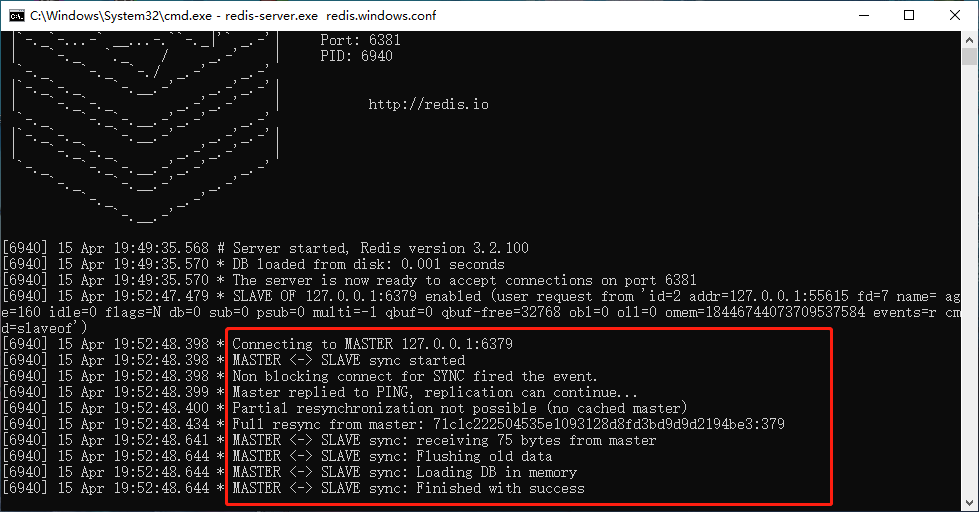 C:\Windows\System32\cmd.exe - redis-server.exe redis.windows.conf
Port: 6381
PID: 6940
http://redis.io
[6940] 15 Apr 19:49:35.568 # Server started, Redis version 3.2.100
[6940] 15 Apr 19:49:35.570 * DB loaded from disk: 0.001 seconds
[6940] 15 Apr 19:49:35.570 * The server is now ready to accept connections on port 6381
[6940] 15 Apr 19:52:47.479 * SLAVE OF 127.0.0.1:6379 enabled (user request from 'id=2 addr=127.0.0.1:55615 fd=7 name= ag
e=160 idle=0 flags=N db=0 sub=0 psub=0 multi=-1 qbuf=0 qbuf-free=32768 obl=0 oll=0 omem=18446744073709537584 events=r cm
d=slaveof')
[6940] 15 Apr 19:52:48.398 * Connecting to MASTER 127.0.0.1:6379
[6940] 15 Apr 19:52:48.398 * MASTER <-> SLAVE sync started
[6940] 15 Apr 19:52:48.398 * Non blocking connect for SYNC fired the event.
[6940] 15 Apr 19:52:48.399 * Master replied to PING, replication can continue...
[6940] 15 Apr 19:52:48.400 * Partial resynchronization not possible (no cached master)
[6940] 15 Apr 19:52:48.434 * Full resync from master: 71c1c222504535e1093128d8fd3bd9d9d2194be3:379
[6940] 15 Apr 19:52:48.641 * MASTER <-> SLAVE sync: receiving 75 bytes from master
[6940] 15 Apr 19:52:48.644 * MASTER <-> SLAVE sync: Flushing old data
[6940] 15 Apr 19:52:48.644 * MASTER <-> SLAVE sync: Loading DB in memory
[6940] 15 Apr 19:52:48.644 * MASTER <-> SLAVE sync: Finished with success